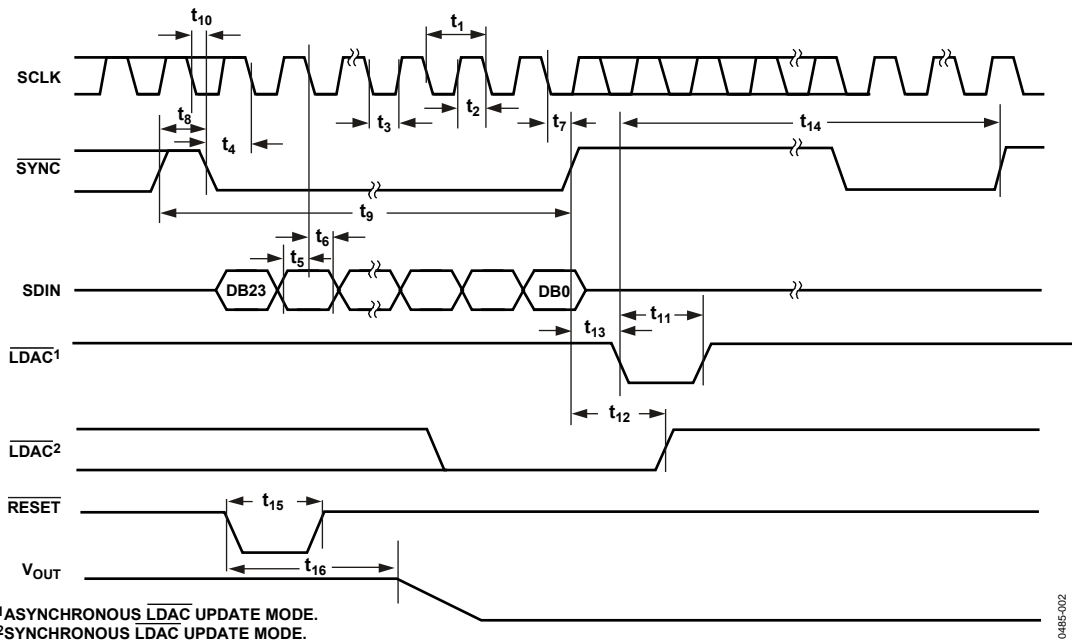 t10
t1
SCLK
t8
t4
t3
t2
t7
t14
SYNC
t9
t6
t5
SDIN
DB23
DB0
t13
t11
LDAC1
t12
LDAC2
RESET
t15
t16
VOUT
1ASYNCHRONOUS LDAC UPDATE MODE.
2SYNCHRONOUS LDAC UPDATE MODE.
0485-002